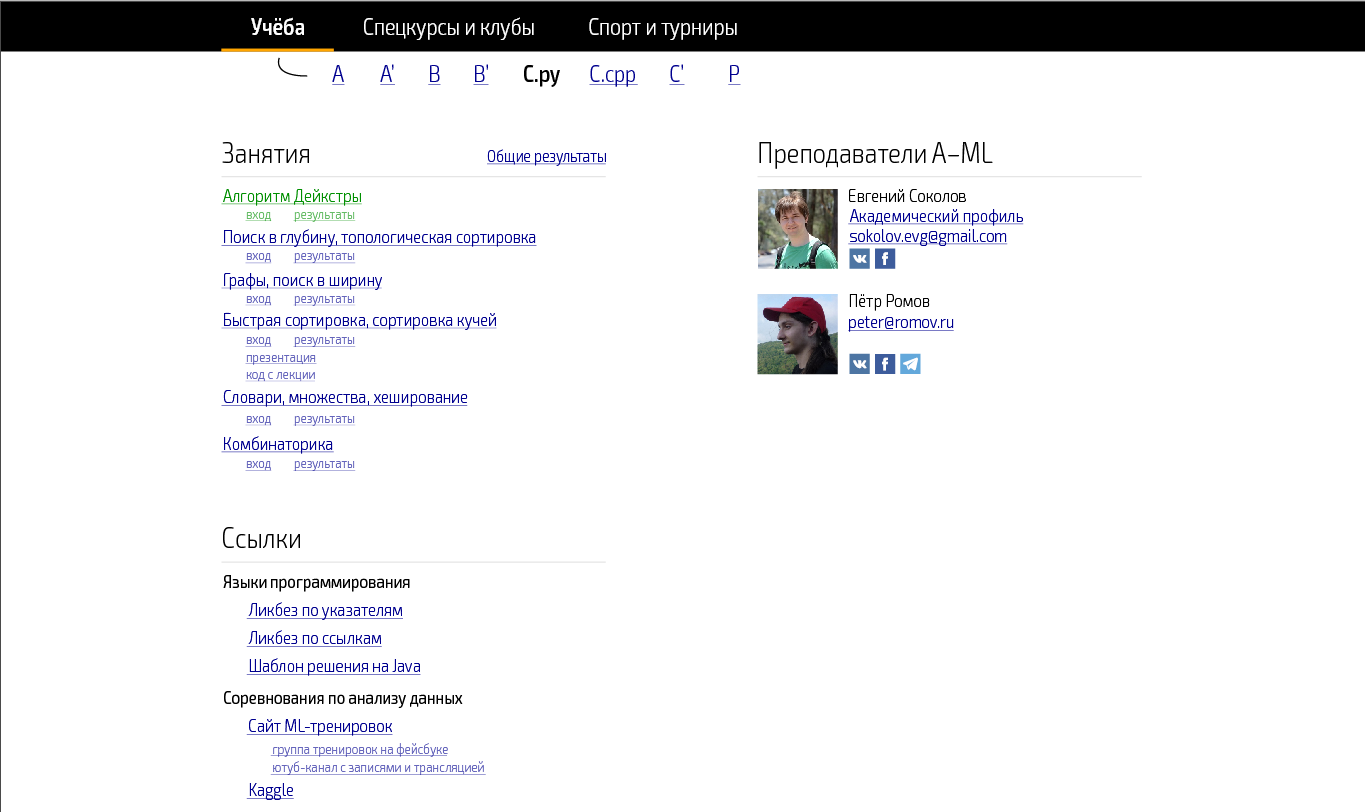 Учёба Спецкурсы и клубы Спорт и турниры
A A' B B' C.py C.cpp C' P
Занятия Общие результаты
Алгоритм Дейкстры
вход результаты
Поиск в глубину, топологическая сортировка
вход результаты
Графы, поиск в ширину
вход результаты
Быстрая сортировка, сортировка кучей
вход результаты
презентация
код с лекции
Словари, множества, хеширование
вход результаты
Комбинаторика
вход результаты
Ссылки
Языки программирования
Ликбез по указателям
Ликбез по ссылкам
Шаблон решения на Java
Соревнования по анализу данных
Сайт ML-тренировок
группа тренировок на фейсбуке
ютуб-канал с записями и трансляцией
Kaggle
Преподаватели A–ML
Евгений Соколов
Академический профиль
sokolov.evg@gmail.com
Пётр Ромов
peter@romov.ru